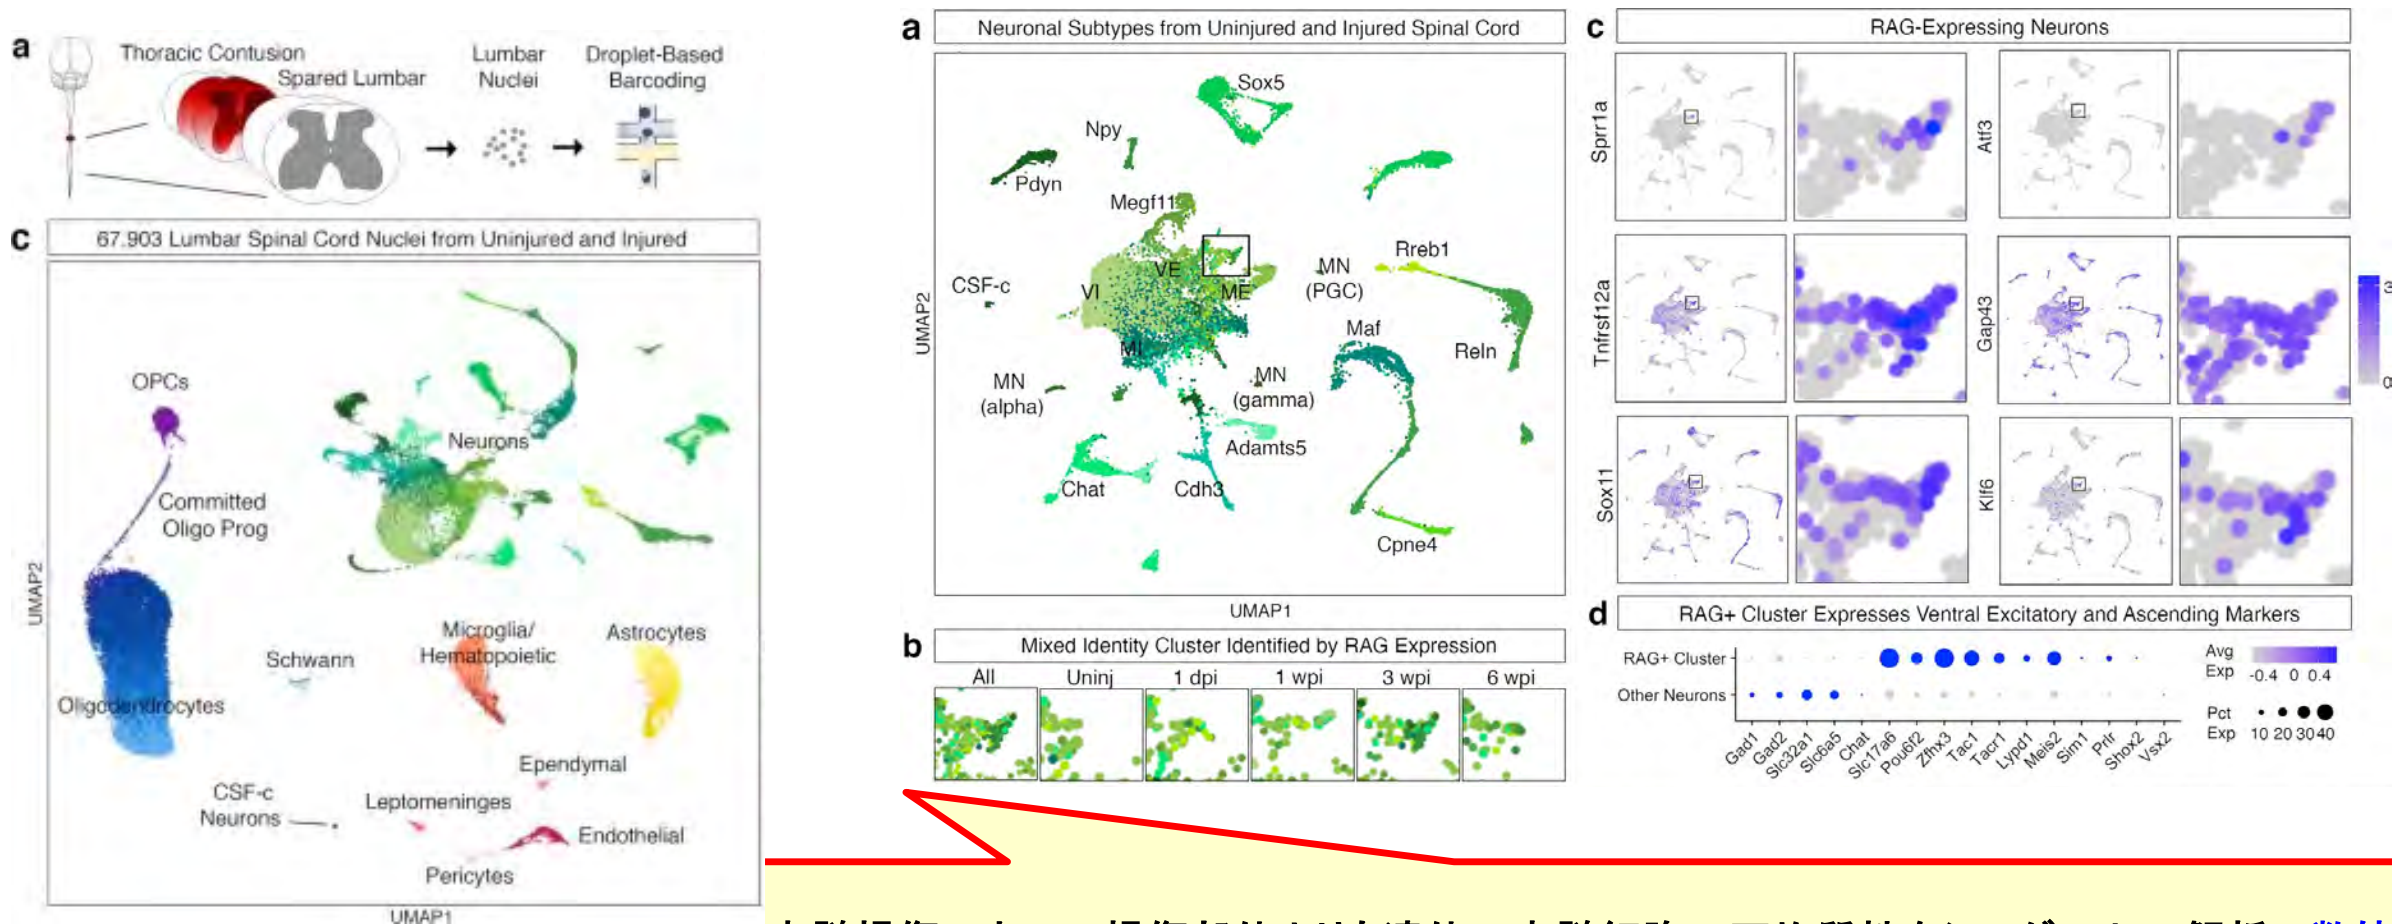 a
Thoracic Contusion
Spared Lumbar
Lumbar
Nuclei
Droplet-Based
Barcoding
c
67.903 Lumbar Spinal Cord Nuclei from Uninjured and Injured
OPCs
Neurons
Committed
Oligo Prog
Microglia/
Hematopoietic
Astrocytes
Schwann
Oligodendrocytes
Ependymal
CSF-c
Neurons
Leptomeninges
Endothelial
Pericytes
UMAP2
UMAP1
a
Neuronal Subtypes from Uninjured and Injured Spinal Cord
Sox5
Npy
Pdyn
Megf11
Rreb1
VE
MN
(PGC)
CSF-c
VI
ME
Maf
MI
Reln
MN
(alpha)
MN
(gamma)
Adamts5
Chat
Cdh3
Cpne4
UMAP2
UMAP1
b
Mixed Identity Cluster Identified by RAG Expression
All Uninj 1 dpi 1 wpi 3 wpi 6 wpi
c
RAG-Expressing Neurons
Sprr1a
Atf3
Tnfrsf12a
Gap43
3
0
Sox11
Klf6
d
RAG+ Cluster Expresses Ventral Excitatory and Ascending Markers
RAG+ Cluster
Other Neurons
Gad1 Gad2 Slc32a1 Slc6a5 Chat Slc17a6 Pou6f2 Zfhx3 Tac1 Tacr1 Lypd1 Meis2 Sim1 Prlr Shox2 Vsx2
Avg
Exp
-0.4 0 0.4
Pct
Exp
10 20 30 40